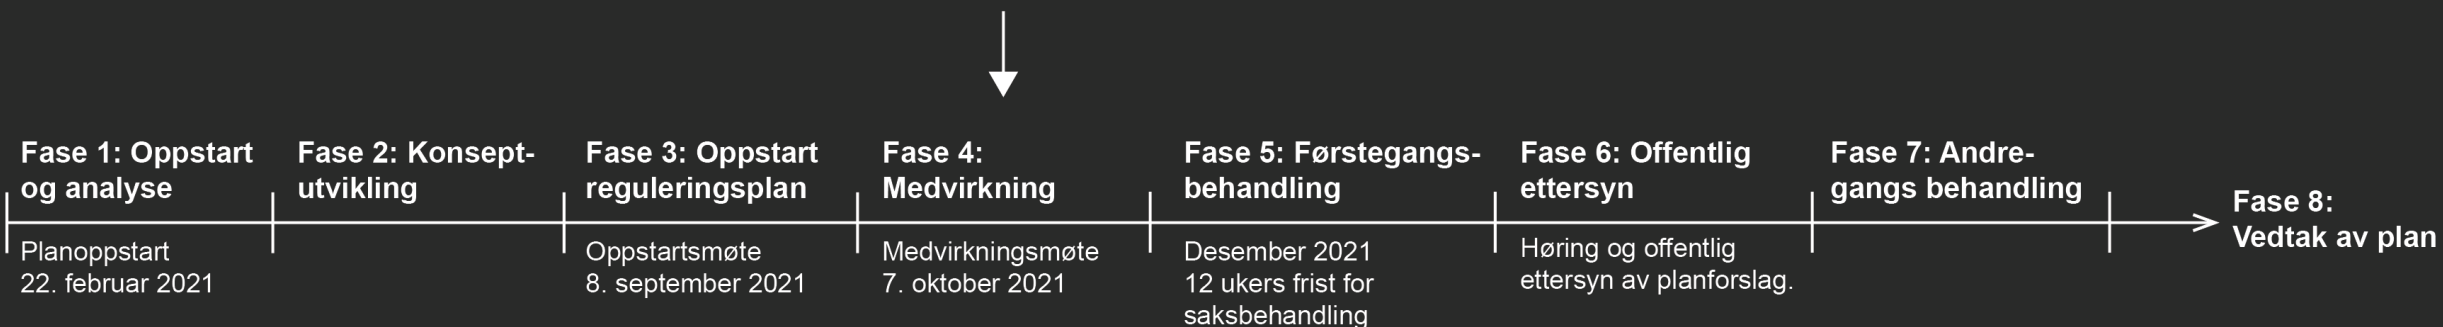 Fase 1: Oppstart
og analyse
Planoppstart
22. februar 2021
Fase 2: Konsept-
utvikling
Fase 3: Oppstart
reguleringsplan
Oppstartsmøte
8. september 2021
Fase 4:
Medvirkning
Medvirkningsmøte
7. oktober 2021
Fase 5: Førstegangs-
behandling
Desember 2021
12 ukers frist for
saksbehandling
Fase 6: Offentlig
ettersyn
Høring og offentlig
ettersyn av planforslag.
Fase 7: Andre-
gangs behandling
Fase 8:
Vedtak av plan